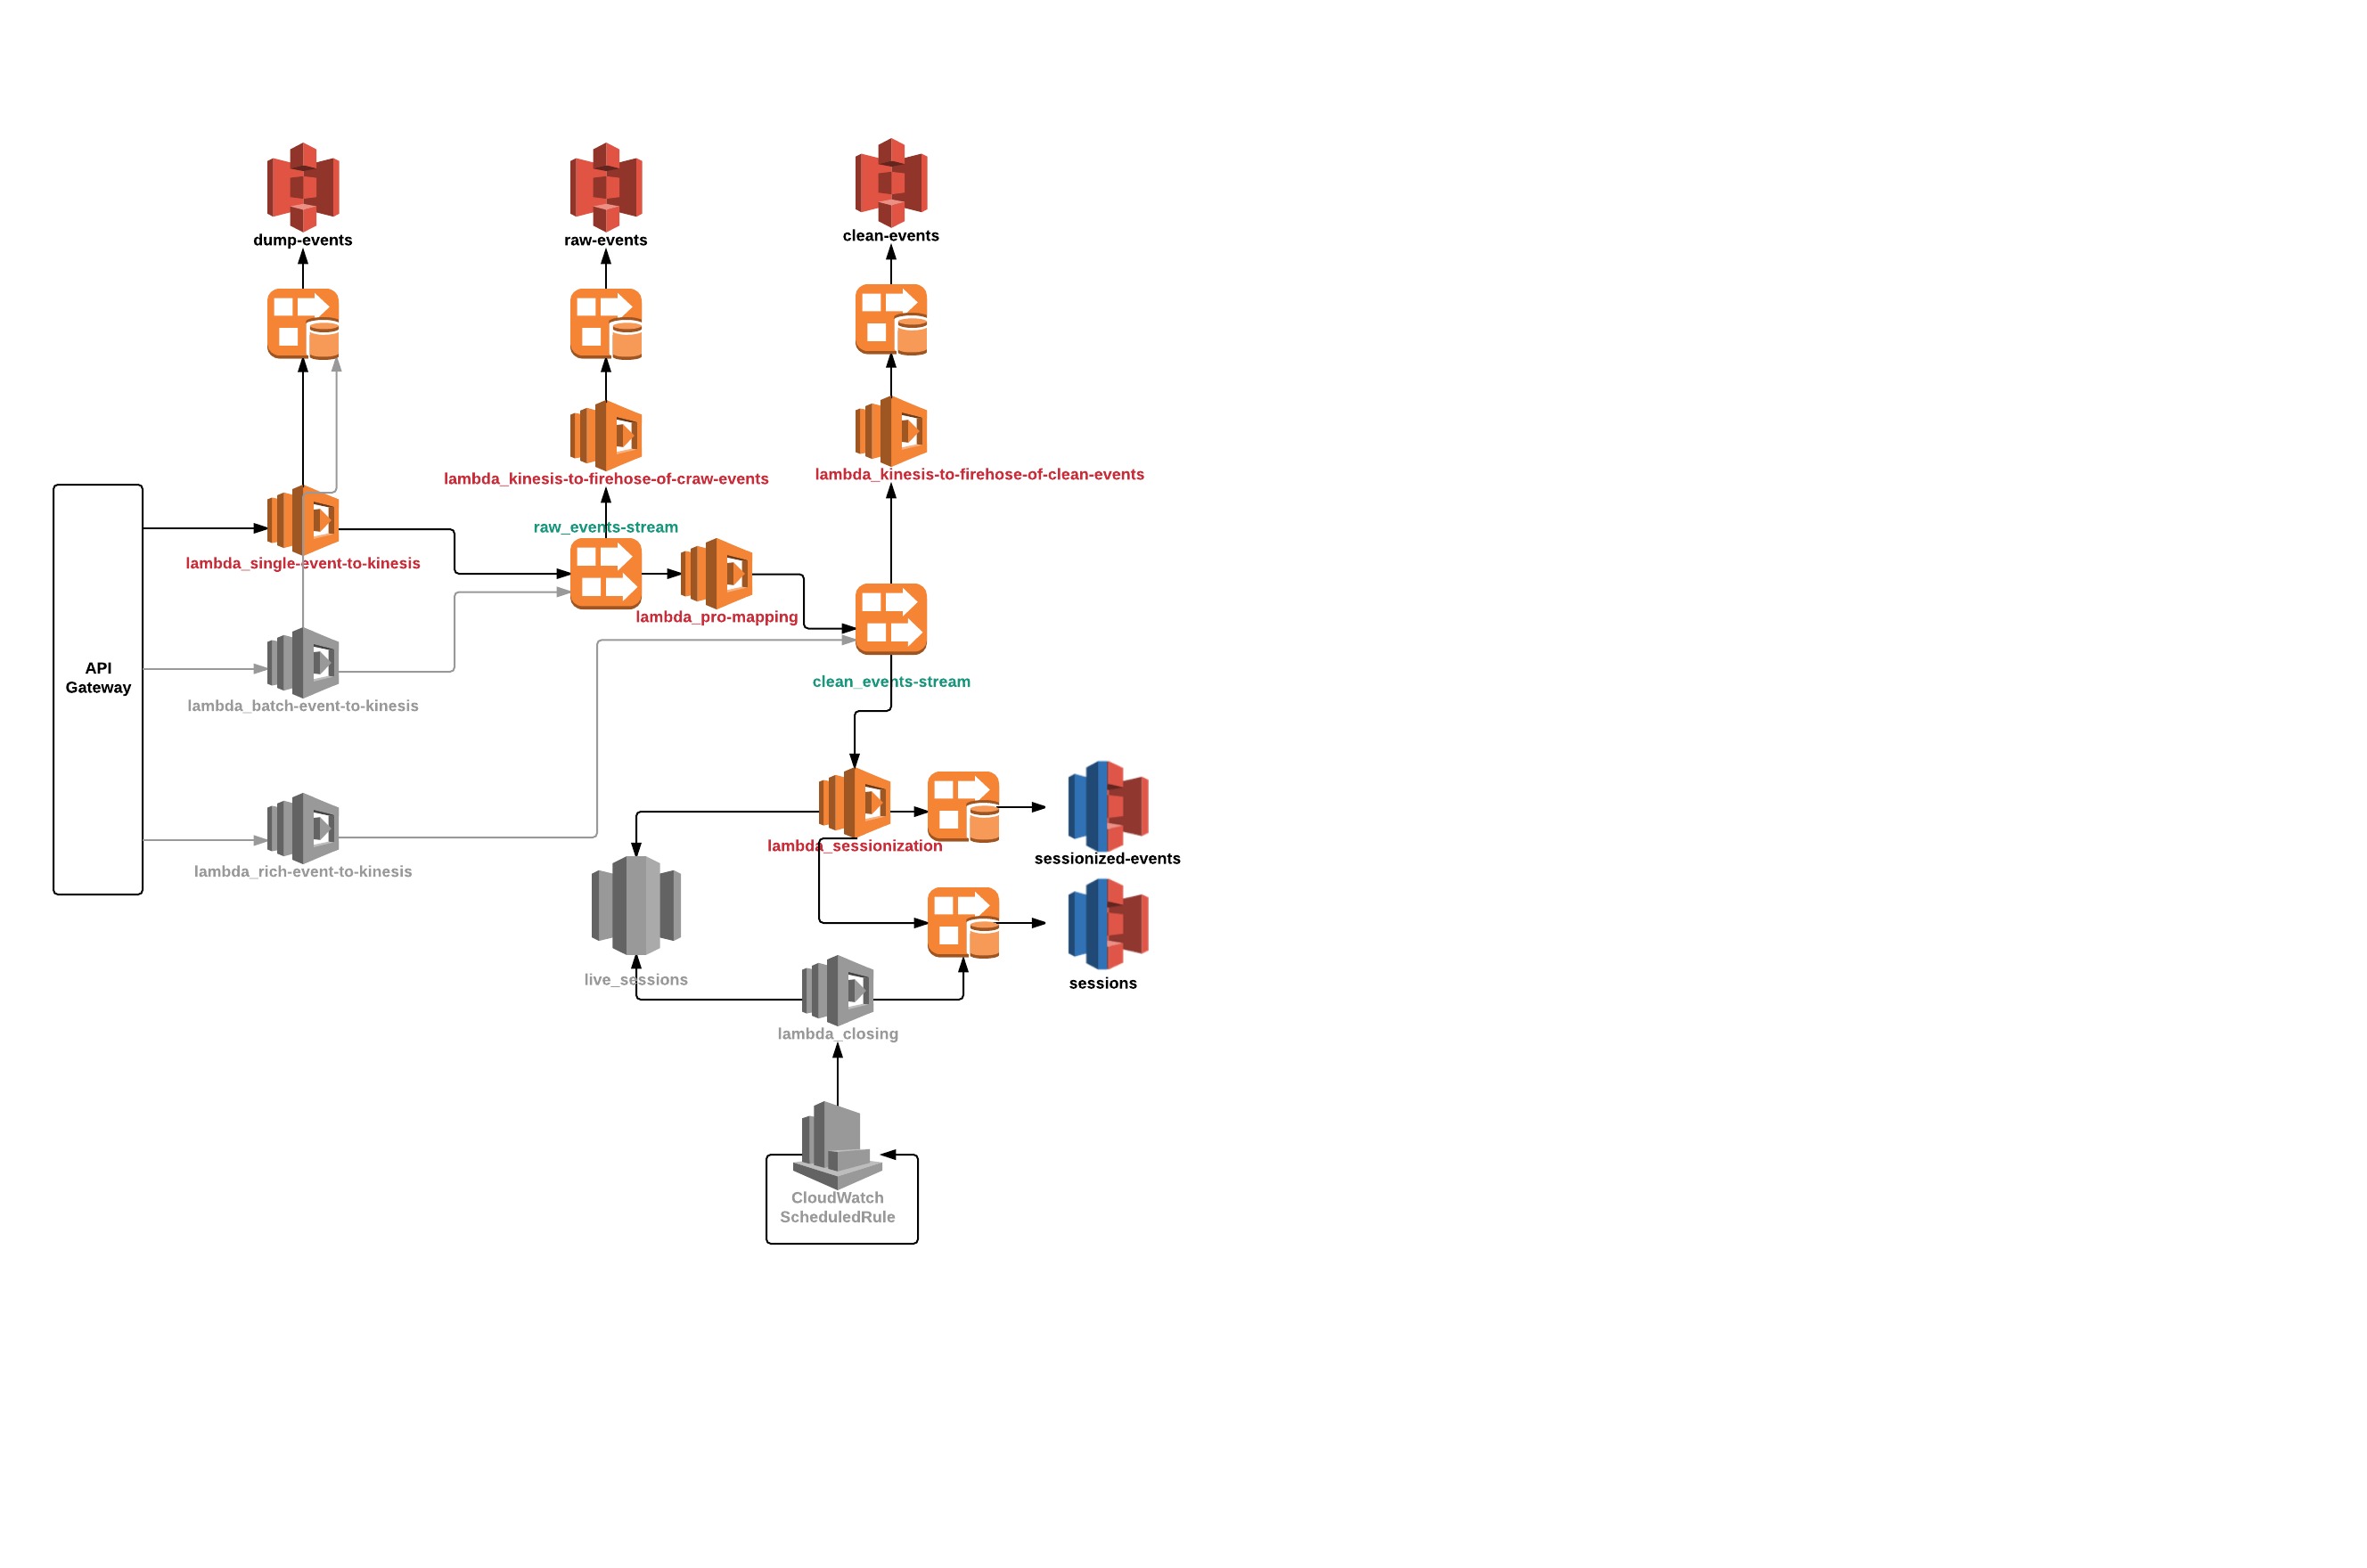 dump-events
raw-events
clean-events
lambda_kinesis-to-firehose-of-craw-events
lambda_kinesis-to-firehose-of-clean-events
raw_events-stream
lambda_single-event-to-kinesis
lambda_pro-mapping
API
Gateway
clean_events-stream
lambda_batch-event-to-kinesis
lambda_sessionization
sessionized-events
lambda_rich-event-to-kinesis
live_sessions
sessions
lambda_closing
CloudWatch
ScheduledRule